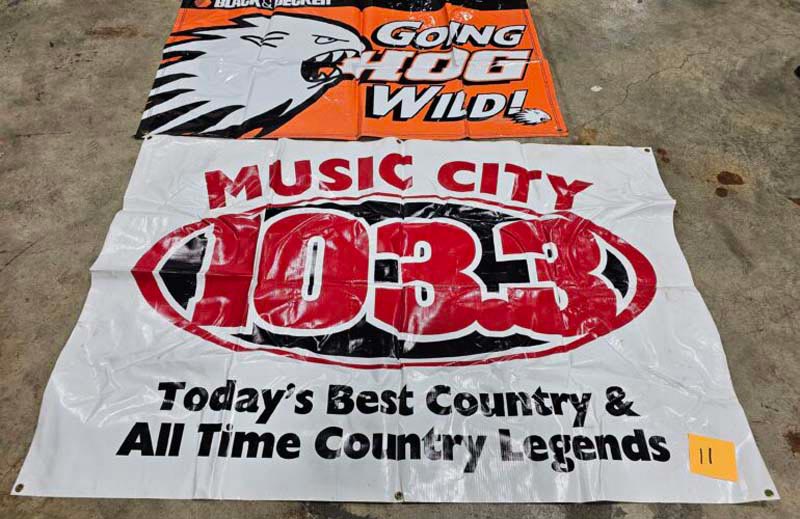 BLACK & DECKER
GOING
HOG
WILD!
MUSIC CITY
103.3
Today's Best Country &
All Time Country Legends
11